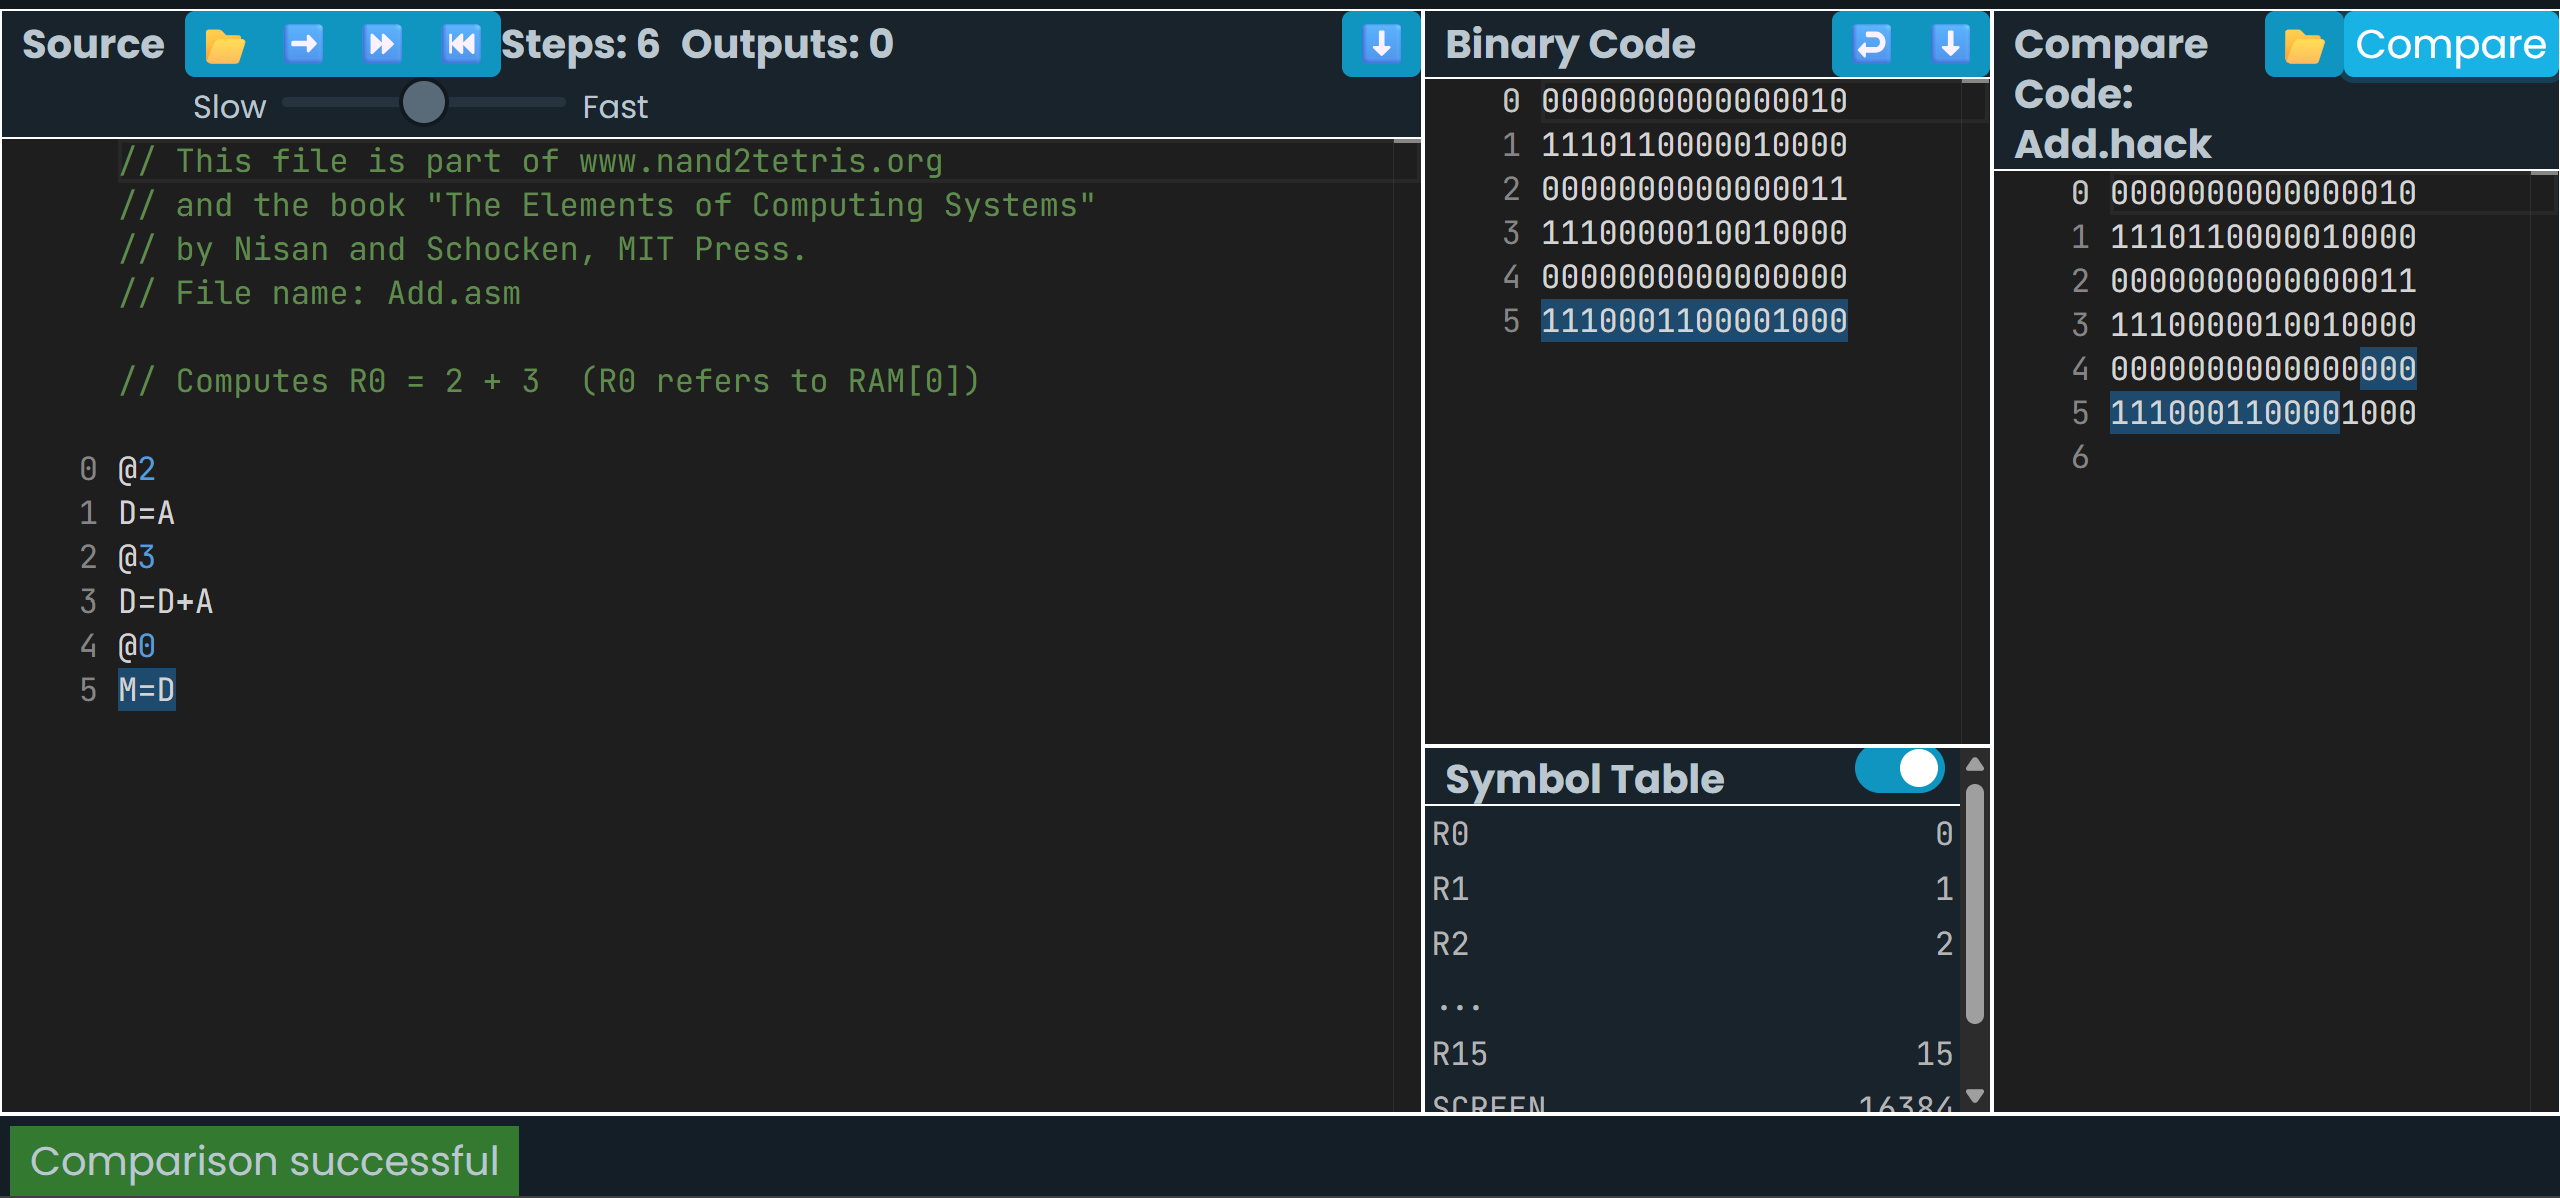 Source Steps: 6 Outputs: 0
Slow Fast
// This file is part of www.nand2tetris.org
// and the book "The Elements of Computing Systems"
// by Nisan and Schocken, MIT Press.
// File name: Add.asm
// Computes R0 = 2 + 3  (R0 refers to RAM[0])
0 @2
1 D=A
2 @3
3 D=D+A
4 @0
5 M=D
Binary Code
0 0000000000000010
1 1110110000010000
2 0000000000000011
3 1110000010010000
4 0000000000000000
5 1110001100001000
Symbol Table
R0 0
R1 1
R2 2
...
R15 15
SCREEN 16384
Compare
Code:
Add.hack
Compare
0 0000000000000010
1 1110110000010000
2 0000000000000011
3 1110000010010000
4 0000000000000000
5 1110001100001000
6
Comparison successful